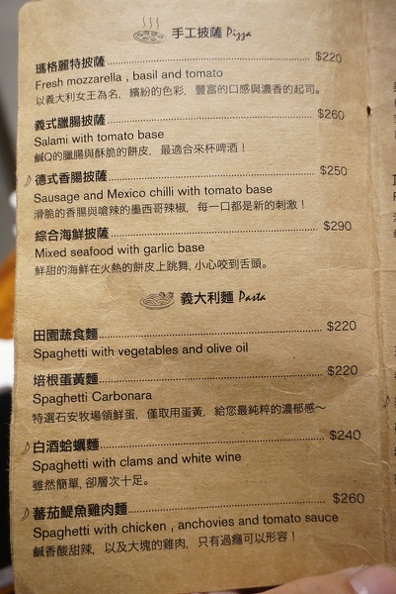 手工披薩 Pizza
瑪格麗特披薩 $220
Fresh mozzarella , basil and tomato
以義大利女王為名, 繽紛的色彩, 豐富的口感與濃香的起司。
義式臘腸披薩 $260
Salami with tomato base
鹹Q的臘腸與酥脆的餅皮, 最適合來杯啤酒！
德式香腸披薩 $250
Sausage and Mexico chilli with tomato base
滑脆的香腸與嗆辣的墨西哥辣椒, 每一口都是新的刺激！
綜合海鮮披薩 $290
Mixed seafood with garlic base
鮮甜的海鮮在火熱的餅皮上跳舞, 小心咬到舌頭。
義大利麵 Pasta
田園蔬食麵 $220
Spaghetti with vegetables and olive oil
培根蛋黃麵 $220
Spaghetti Carbonara
特選石安牧場領鮮蛋, 僅取用蛋黃, 給您最純粹的濃郁感～
白酒蛤蠣麵 $240
Spaghetti with clams and white wine
雖然簡單, 卻層次十足。
蕃茄鯷魚雞肉麵 $260
Spaghetti with chicken , anchovies and tomato sauce
鹹香酸甜辣, 以及大塊的雞肉, 只有過癮可以形容！